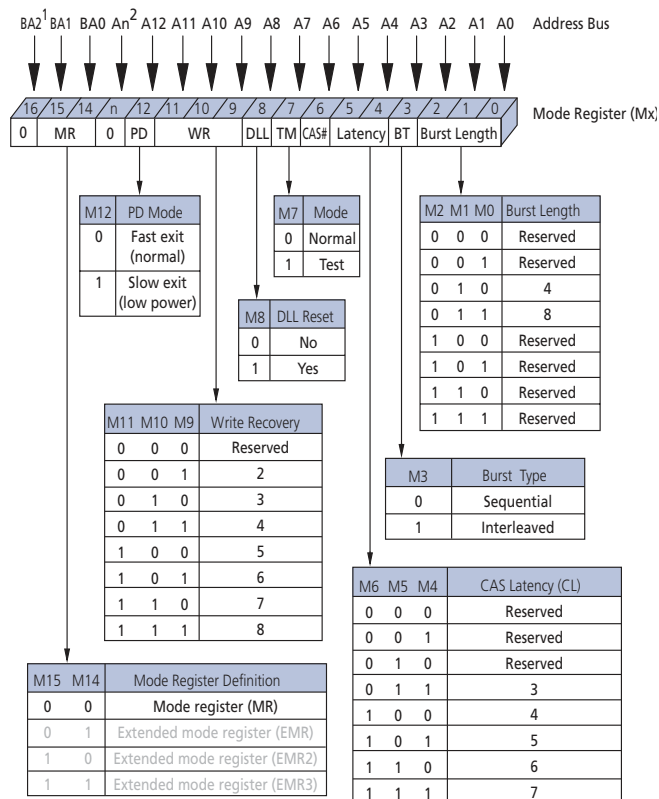 BA2¹ BA1 BA0 An² A12 A11 A10 A9 A8 A7 A6 A5 A4 A3 A2 A1 A0 Address Bus
16 15 14 n 12 11 10 9 8 7 6 5 4 3 2 1 0 Mode Register (Mx)
0 MR 0 PD WR DLL TM CAS# Latency BT Burst Length
M12 PD Mode
0 Fast exit
(normal)
1 Slow exit
(low power)
M7 Mode
0 Normal
1 Test
M2 M1 M0 Burst Length
0 0 0 Reserved
0 0 1 Reserved
0 1 0 4
0 1 1 8
1 0 0 Reserved
1 0 1 Reserved
1 1 0 Reserved
1 1 1 Reserved
M8 DLL Reset
0 No
1 Yes
M11 M10 M9 Write Recovery
0 0 0 Reserved
0 0 1 2
0 1 0 3
0 1 1 4
1 0 0 5
1 0 1 6
1 1 0 7
1 1 1 8
M3 Burst Type
0 Sequential
1 Interleaved
M6 M5 M4 CAS Latency (CL)
0 0 0 Reserved
0 0 1 Reserved
0 1 0 Reserved
0 1 1 3
1 0 0 4
1 0 1 5
1 1 0 6
1 1 1 7
M15 M14 Mode Register Definition
0 0 Mode register (MR)
0 1 Extended mode register (EMR)
1 0 Extended mode register (EMR2)
1 1 Extended mode register (EMR3)